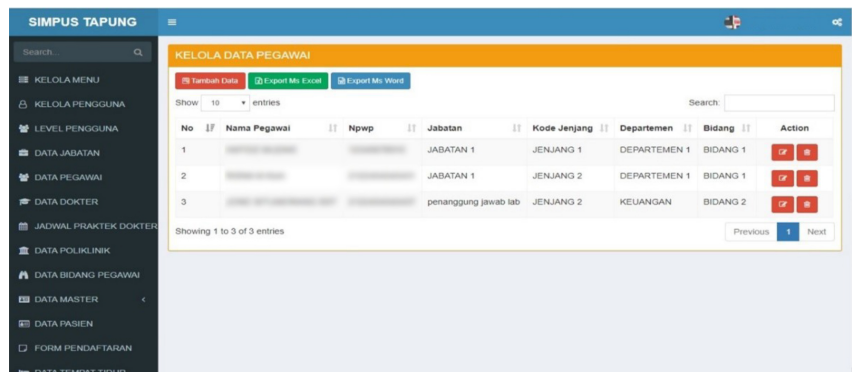 SIMPUS TAPUNG
Search...
KELOLA MENU
KELOLA PENGGUNA
LEVEL PENGGUNA
DATA JABATAN
DATA PEGAWAI
DATA DOKTER
JADWAL PRAKTEK DOKTER
DATA POLIKLINIK
DATA BIDANG PEGAWAI
DATA MASTER
DATA PASIEN
FORM PENDAFTARAN
DATA TEMPAT TIDUR
KELOLA DATA PEGAWAI
Tambah Data Export Ms Excel Export Ms Word
Show 10 entries Search:
No Nama Pegawai Npwp Jabatan Kode Jenjang Departemen Bidang Action
1 JABATAN 1 JENJANG 1 DEPARTEMEN 1 BIDANG 1
2 JABATAN 1 JENJANG 2 DEPARTEMEN 1 BIDANG 1
3 penanggung jawab lab JENJANG 2 KEUANGAN BIDANG 2
Showing 1 to 3 of 3 entries Previous 1 Next